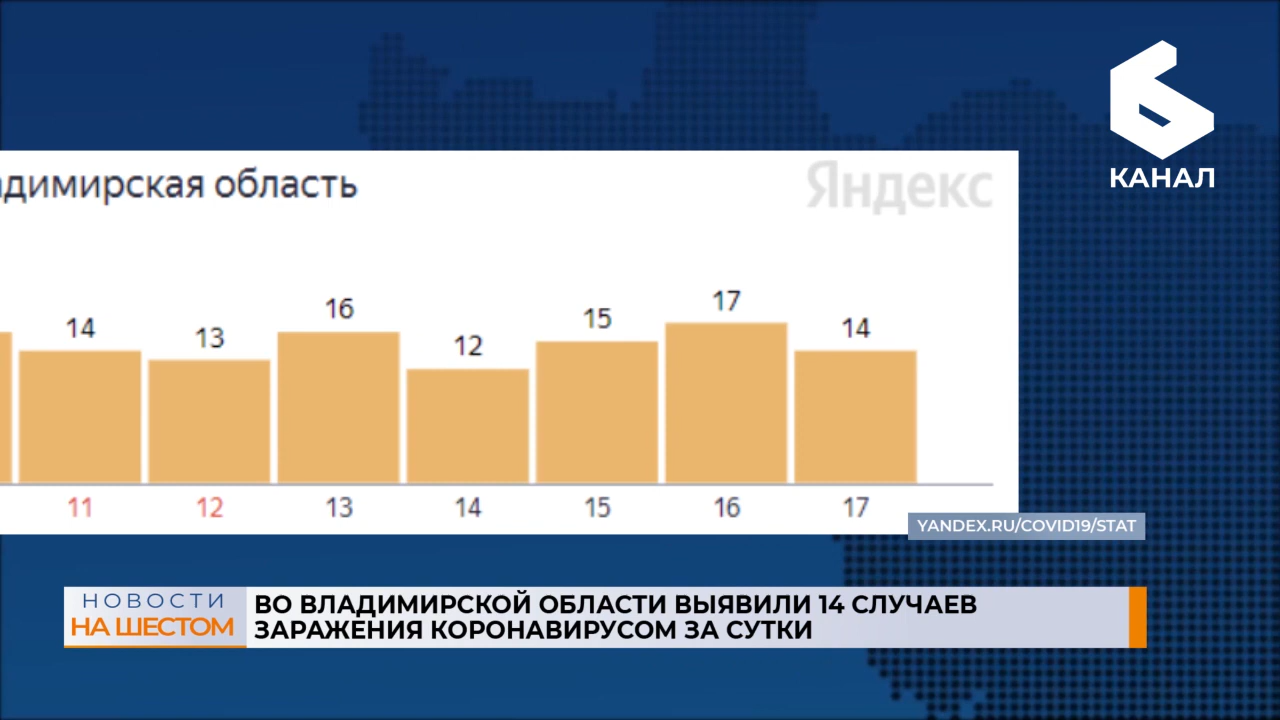 КАНАЛ
адимирская область
Яндекс
14 13 16 12 15 17 14
11 12 13 14 15 16 17
YANDEX.RU/COVID19/STAT
НОВОСТИ
НА ШЕСТОМ
ВО ВЛАДИМИРСКОЙ ОБЛАСТИ ВЫЯВИЛИ 14 СЛУЧАЕВ
ЗАРАЖЕНИЯ КОРОНАВИРУСОМ ЗА СУТКИ